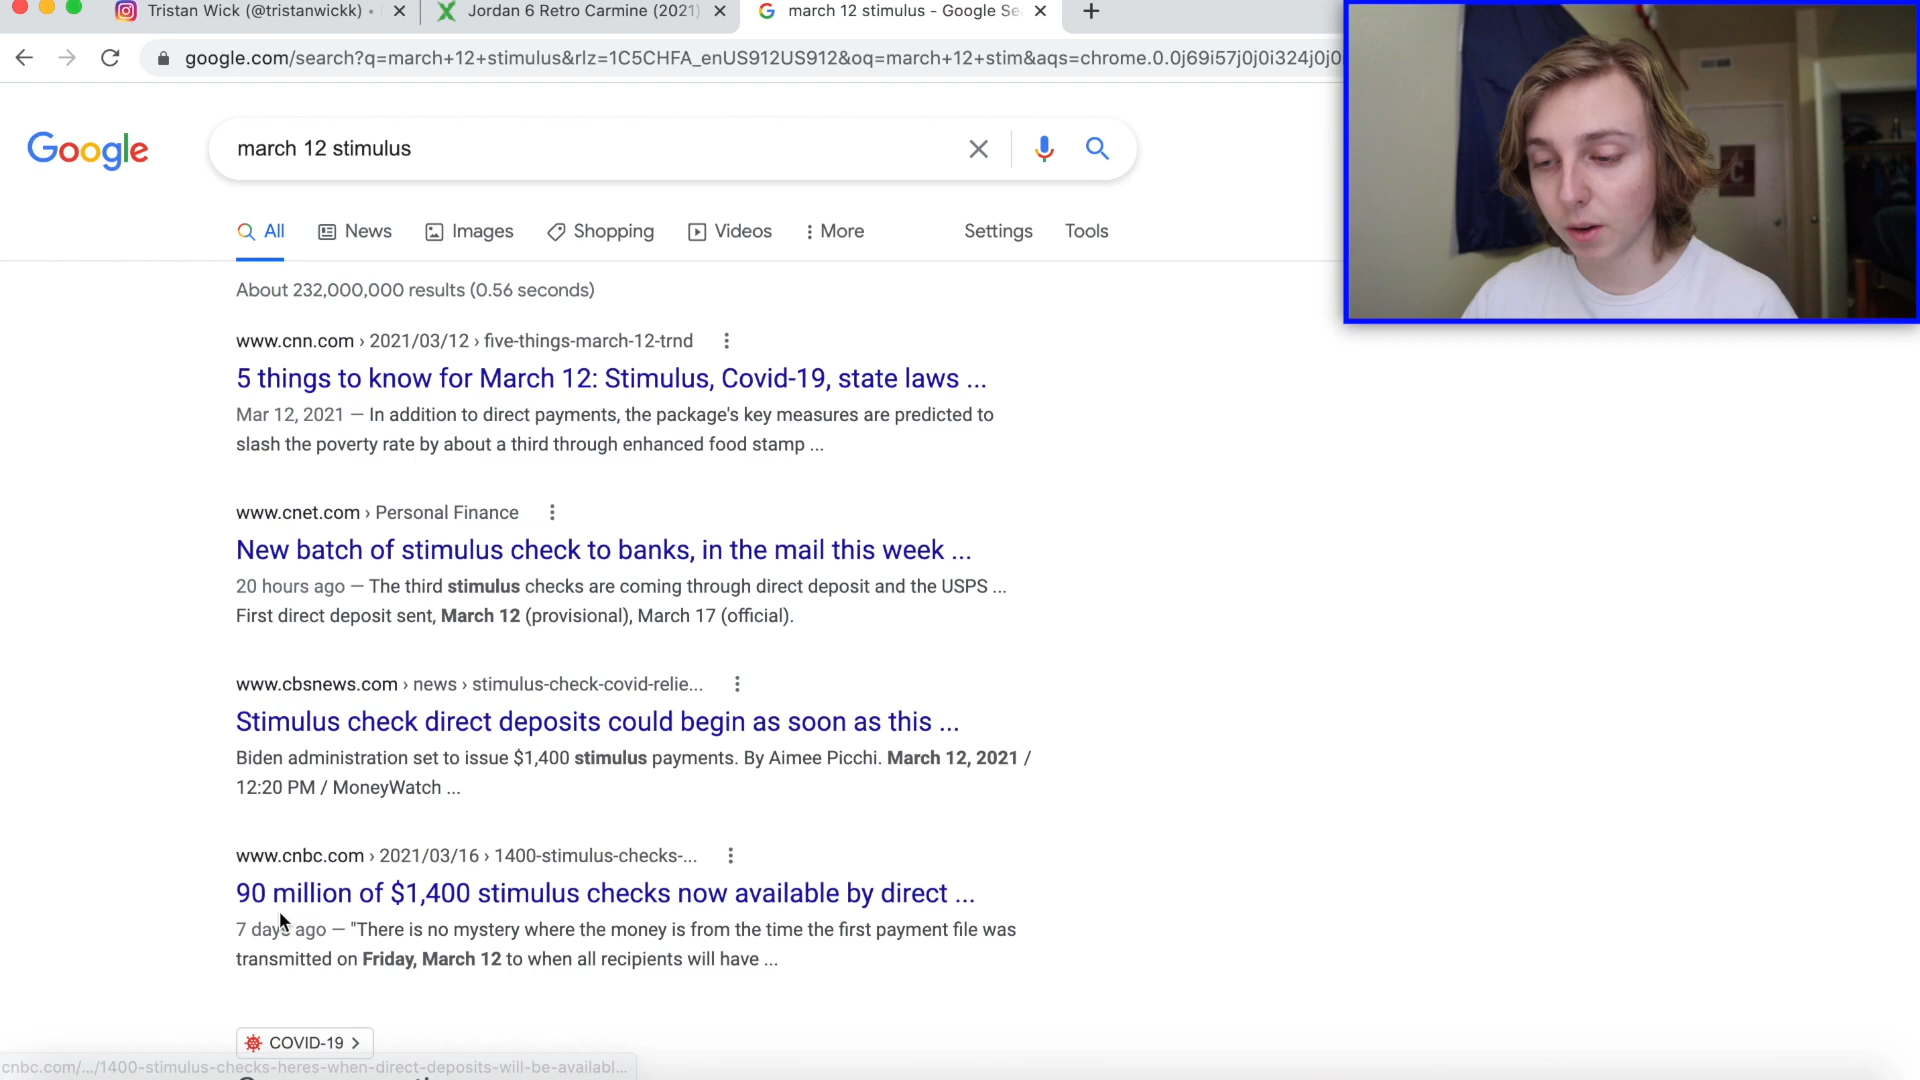 Tristan Wick (@tristanwickk) •
Jordan 6 Retro Carmine (2021)
march 12 stimulus - Google Se
google.com/search?q=march+12+stimulus&rlz=1C5CHFA_enUS912US912&oq=march+12+stim&aqs=chrome.0.0j69i57j0j0i324j0j0
Google
march 12 stimulus
All News Images Shopping Videos More Settings Tools
About 232,000,000 results (0.56 seconds)
www.cnn.com › 2021/03/12 › five-things-march-12-trnd
5 things to know for March 12: Stimulus, Covid-19, state laws ...
Mar 12, 2021 — In addition to direct payments, the package's key measures are predicted to
slash the poverty rate by about a third through enhanced food stamp ...
www.cnet.com › Personal Finance
New batch of stimulus check to banks, in the mail this week ...
20 hours ago — The third stimulus checks are coming through direct deposit and the USPS ...
First direct deposit sent, March 12 (provisional), March 17 (official).
www.cbsnews.com › news › stimulus-check-covid-relie...
Stimulus check direct deposits could begin as soon as this ...
Biden administration set to issue $1,400 stimulus payments. By Aimee Picchi. March 12, 2021 /
12:20 PM / MoneyWatch ...
www.cnbc.com › 2021/03/16 › 1400-stimulus-checks-...
90 million of $1,400 stimulus checks now available by direct ...
7 days ago — "There is no mystery where the money is from the time the first payment file was
transmitted on Friday, March 12 to when all recipients will have ...
COVID-19 >
cnbc.com/.../1400-stimulus-checks-heres-when-direct-deposits-will-be-availabl...